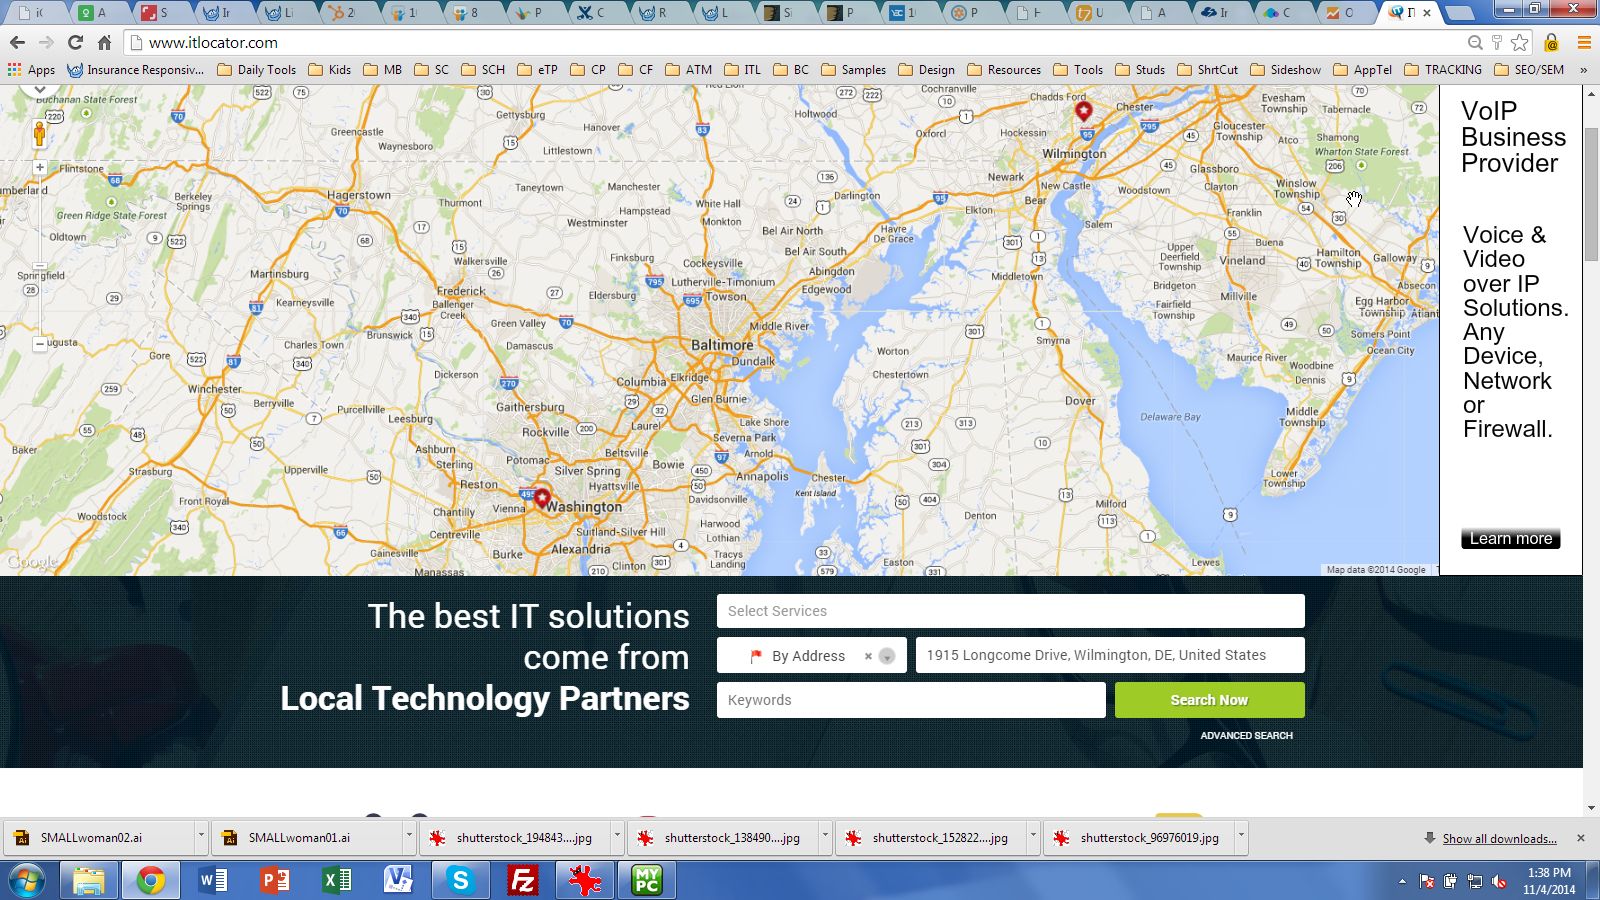 www.itlocator.com
Apps Insurance Responsiv... Daily Tools Kids MB SC SCH eTP CP CF ATM ITL BC Samples Design Resources Tools Studs ShrtCut Sideshow AppTel TRACKING SEO/SEM »
Buchanan State Forest
Gettysburg
Hanover
Littlestown
Greencastle
Waynesboro
Flintstone
Hagerstown
Berkeley Springs
Green Ridge State Forest
Oldtown
Springfield
Martinsburg
Kearneysville
Charles Town
Brunswick
Gore
Winchester
Berryville
Purcellville
Leesburg
Baker
Strasburg
Upperville
Front Royal
Woodstock
Taneytown
Manchester
Thurmont
Hampstead
Westminster
White Hall
Monkton
Walkersville
Finksburg
Cockeysville
Frederick
Ballenger Creek
Eldersburg
Lutherville-Timonium
Towson
Green Valley
Damascus
Middle River
Baltimore
Dundalk
Dickerson
Columbia
Elkridge
Glen Burnie
Gaithersburg
Rockville
Laurel
Lake Shore
Severna Park
Ashburn
Sterling
Potomac
Beltsville
Bowie
Arnold
Silver Spring
Annapolis
Reston
Hyattsville
Chester
Kent Island
Vienna
Washington
Davidsonville
Chantilly
Centreville
Suitland-Silver Hill
Harwood
Lothian
Burke
Alexandria
Clinton
Tracys Landing
Gainesville
Manassas
Easton
Denton
Harrington
Milford
Lewes
Holtwood
Cochranville
Chadds Ford
Chester
Oxford
Hockessin
Wilmington
Darlington
Newark
New Castle
Bear
Elkton
Havre De Grace
Bel Air North
Bel Air South
Abingdon
Edgewood
Salem
Middletown
Smyrna
Worton
Chestertown
Dover
Delaware Bay
Evesham Township
Tabernacle
Gloucester Township
Atco
Shamong
Wharton State Forest
Glassboro
Woodstown
Clayton
Winslow Township
Franklin
Upper Deerfield Township
Buena
Hamilton Township
Galloway
Vineland
Absecon
Bridgeton
Fairfield Township
Millville
Egg Harbor Township
Atlantic
Somers Point
Ocean City
Maurice River
Woodbine
Dennis
Middle Township
Lower Township
Google
Map data ©2014 Google
VoIP
Business
Provider
Voice &
Video
over IP
Solutions.
Any
Device,
Network
or
Firewall.
Learn more
The best IT solutions
come from
Local Technology Partners
Select Services
By Address
1915 Longcome Drive, Wilmington, DE, United States
Keywords
Search Now
ADVANCED SEARCH
SMALLwoman02.ai
SMALLwoman01.ai
shutterstock_194843....jpg
shutterstock_138490....jpg
shutterstock_152822....jpg
shutterstock_96976019.jpg
Show all downloads...
MY
PC
1:38 PM
11/4/2014